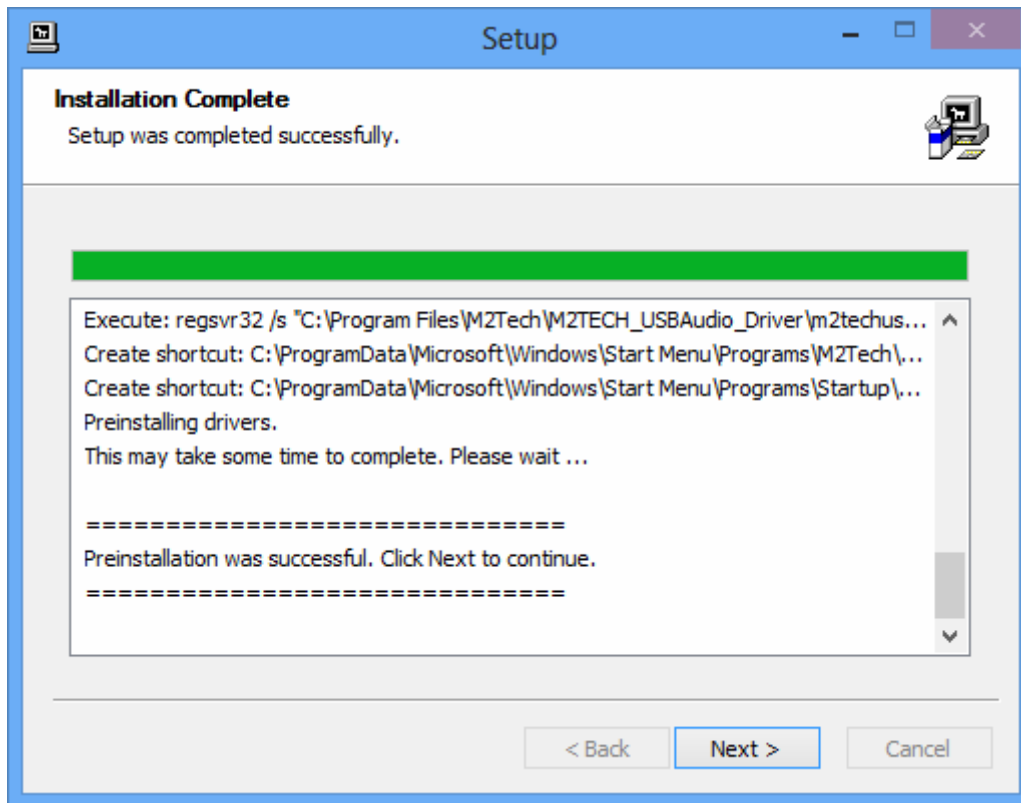 Setup
Installation Complete
Setup was completed successfully.
Execute: regsvr32 /s "C:\Program Files\M2Tech\M2TECH_USBAudio_Driver\m2techus...
Create shortcut: C:\ProgramData\Microsoft\Windows\Start Menu\Programs\M2Tech\...
Create shortcut: C:\ProgramData\Microsoft\Windows\Start Menu\Programs\Startup\...
Preinstalling drivers.
This may take some time to complete. Please wait ...
==============================
Preinstallation was successful. Click Next to continue.
==============================
< Back
Next >
Cancel